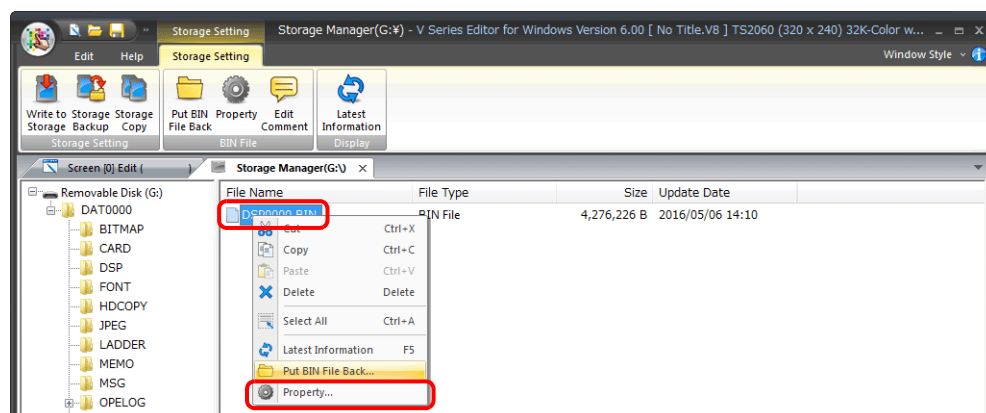 Storage Setting
Storage Manager(G:¥) - V Series Editor for Windows Version 6.00 [ No Title.V8 ] TS2060 (320 x 240) 32K-Color w...
Edit Help Storage Setting Window Style
Write to Storage
Storage Backup
Storage Copy
Put BIN File Back
Property
Edit Comment
Latest Information
Storage Setting BIN File Display
Screen [0] Edit ( ) Storage Manager(G:\) ×
Removable Disk (G:)
DAT0000
BITMAP
CARD
DSP
FONT
HDCOPY
JPEG
LADDER
MEMO
MSG
OPELOG
File Name File Type Size Update Date
DSP0000.BIN BIN File 4,276,226 B 2016/05/06 14:10
Cut Ctrl+X
Copy Ctrl+C
Paste Ctrl+V
Delete Delete
Select All Ctrl+A
Latest Information F5
Put BIN File Back...
Property...